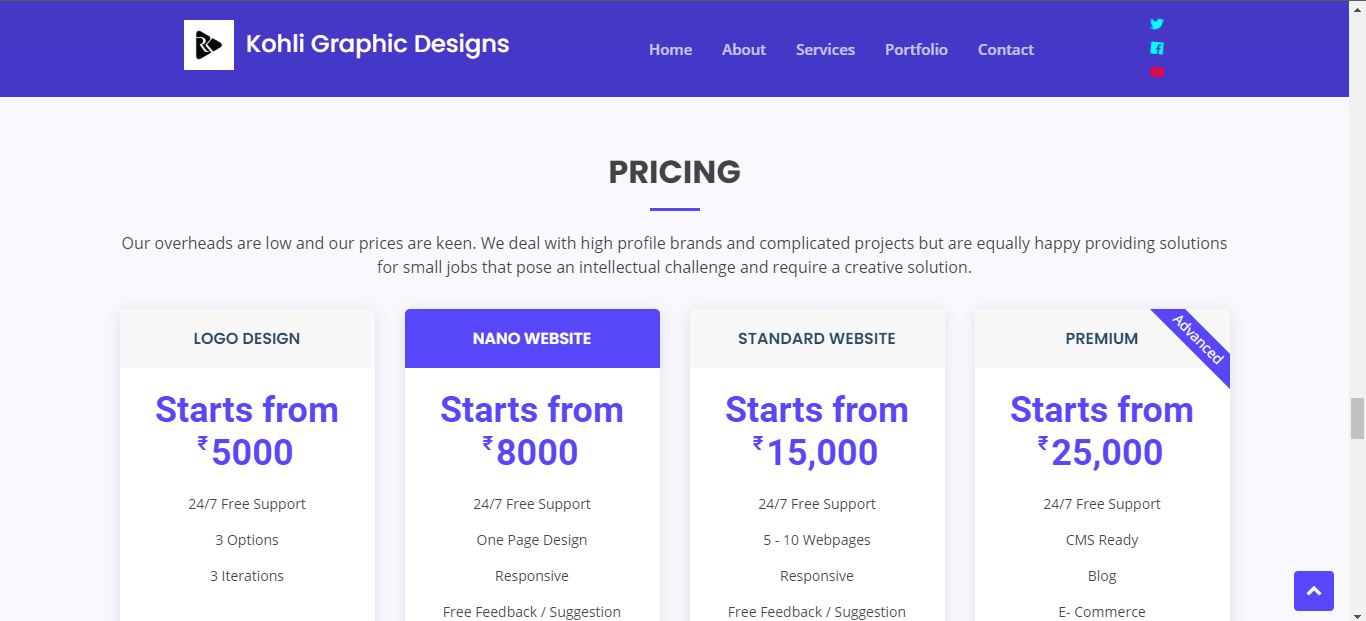 Kohli Graphic Designs
Home About Services Portfolio Contact
PRICING
Our overheads are low and our prices are keen. We deal with high profile brands and complicated projects but are equally happy providing solutions
for small jobs that pose an intellectual challenge and require a creative solution.
LOGO DESIGN
Starts from
₹5000
24/7 Free Support
3 Options
3 Iterations
NANO WEBSITE
Starts from
₹8000
24/7 Free Support
One Page Design
Responsive
Free Feedback / Suggestion
STANDARD WEBSITE
Starts from
₹15,000
24/7 Free Support
5 - 10 Webpages
Responsive
Free Feedback / Suggestion
PREMIUM
Advanced
Starts from
₹25,000
24/7 Free Support
CMS Ready
Blog
E- Commerce